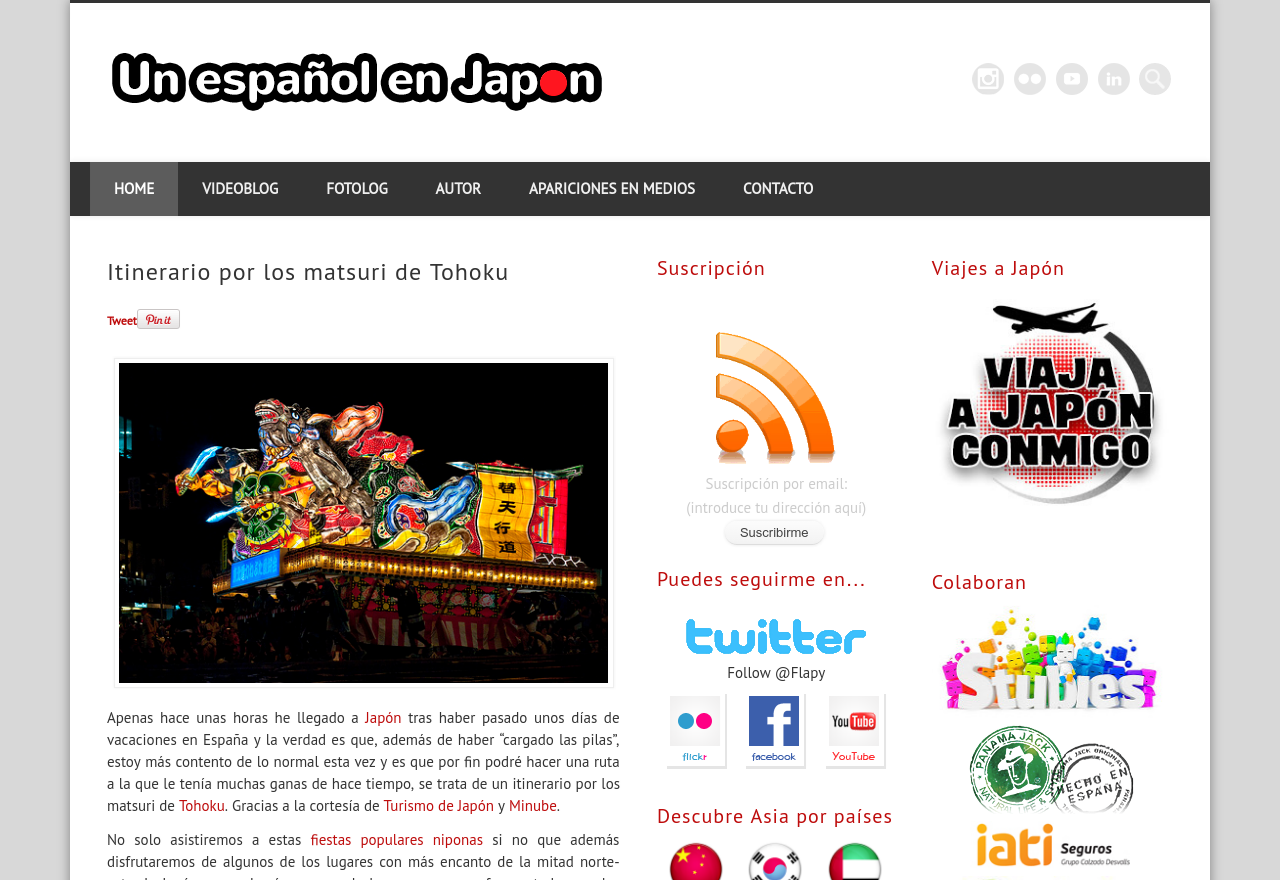 Un español en Japon
HOME
VIDEOBLOG
FOTOLOG
AUTOR
APARICIONES EN MEDIOS
CONTACTO
Itinerario por los matsuri de Tohoku
Tweet
Pin it
替天行道
Apenas hace unas horas he llegado a Japón tras haber pasado unos días de
vacaciones en España y la verdad es que, además de haber “cargado las pilas”,
estoy más contento de lo normal esta vez y es que por fin podré hacer una ruta
a la que le tenía muchas ganas de hace tiempo, se trata de un itinerario por los
matsuri de Tohoku. Gracias a la cortesía de Turismo de Japón y Minube.
No solo asistiremos a estas fiestas populares niponas si no que además
disfrutaremos de algunos de los lugares con más encanto de la mitad norte-
Suscripción
Suscripción por email:
(introduce tu dirección aquí)
Suscribirme
Puedes seguirme en...
twitter
Follow @Flapy
flickr
facebook
You Tube
YouTube
Descubre Asia por países
Viajes a Japón
VIAJA
A JAPÓN
CONMIGO
Colaboran
Stubies
PANAMA JACK
NATURAL LIFE &
HECHO EN
ESPAÑA
iati Seguros
Grupo Calzado Desvalls